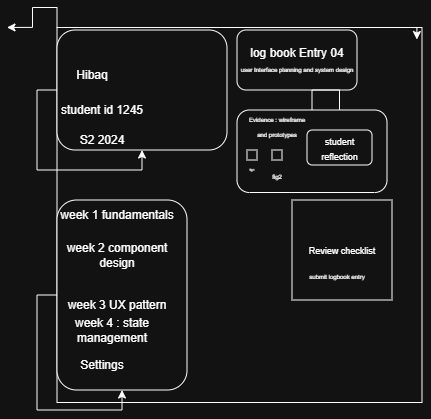 Hibaq
student id 1245
S2 2024
log book Entry 04
user Interface planning and system design
Evidence : wireframe
and prototypes
student
reflection
fig2
week 1 fundamentals
week 2 component
design
week 3 UX pattern
week 4 : state
management
Settings
Review checklist
submit logbook entry